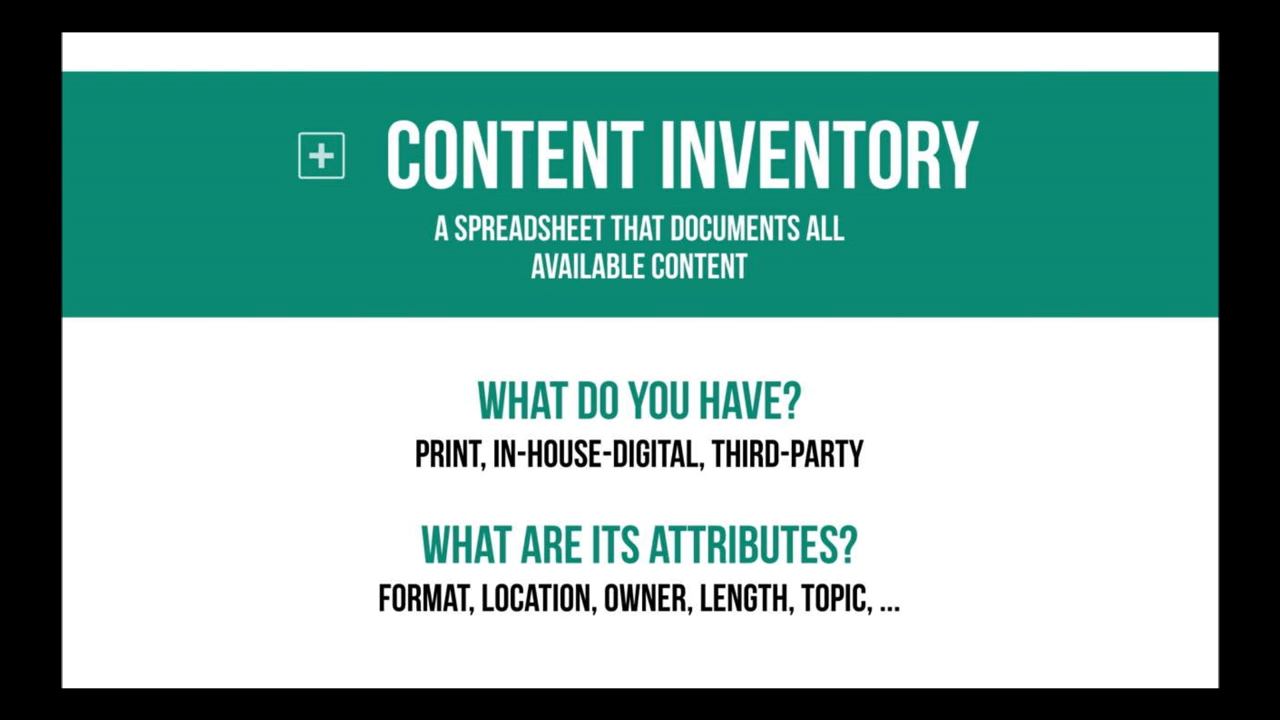 CONTENT INVENTORY
A SPREADSHEET THAT DOCUMENTS ALL
AVAILABLE CONTENT
WHAT DO YOU HAVE?
PRINT, IN-HOUSE-DIGITAL, THIRD-PARTY
WHAT ARE ITS ATTRIBUTES?
FORMAT, LOCATION, OWNER, LENGTH, TOPIC, ...